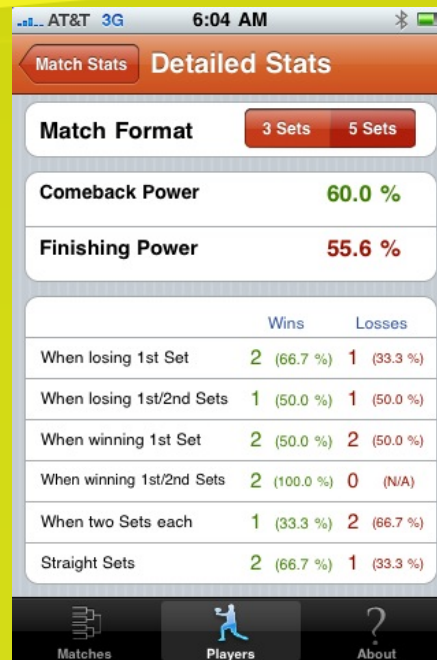 AT&T 3G 6:04 AM
Match Stats Detailed Stats
Match Format 3 Sets 5 Sets
Comeback Power 60.0 %
Finishing Power 55.6 %
Wins Losses
When losing 1st Set 2 (66.7 %) 1 (33.3 %)
When losing 1st/2nd Sets 1 (50.0 %) 1 (50.0 %)
When winning 1st Set 2 (50.0 %) 2 (50.0 %)
When winning 1st/2nd Sets 2 (100.0 %) 0 (N/A)
When two Sets each 1 (33.3 %) 2 (66.7 %)
Straight Sets 2 (66.7 %) 1 (33.3 %)
Matches Players About